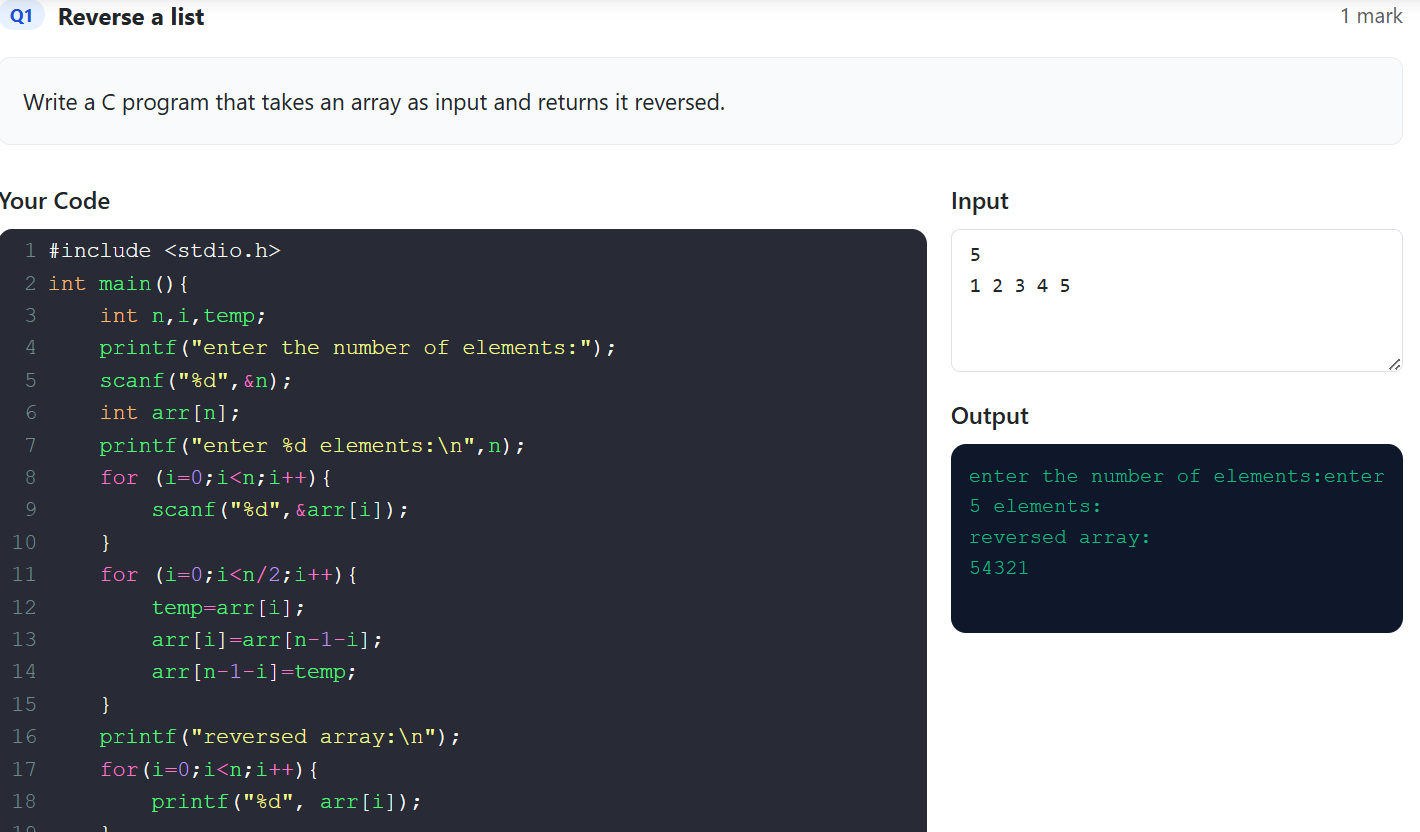 Q1 Reverse a list 1 mark
Write a C program that takes an array as input and returns it reversed.
Your Code
1 #include <stdio.h>
2 int main(){
3     int n,i,temp;
4     printf("enter the number of elements:");
5     scanf("%d",&n);
6     int arr[n];
7     printf("enter %d elements:\n",n);
8     for (i=0;i<n;i++){
9         scanf("%d",&arr[i]);
10     }
11     for (i=0;i<n/2;i++){
12         temp=arr[i];
13         arr[i]=arr[n-1-i];
14         arr[n-1-i]=temp;
15     }
16     printf("reversed array:\n");
17     for(i=0;i<n;i++){
18         printf("%d", arr[i]);
19     }
Input
5
1 2 3 4 5
Output
enter the number of elements:enter
5 elements:
reversed array:
54321